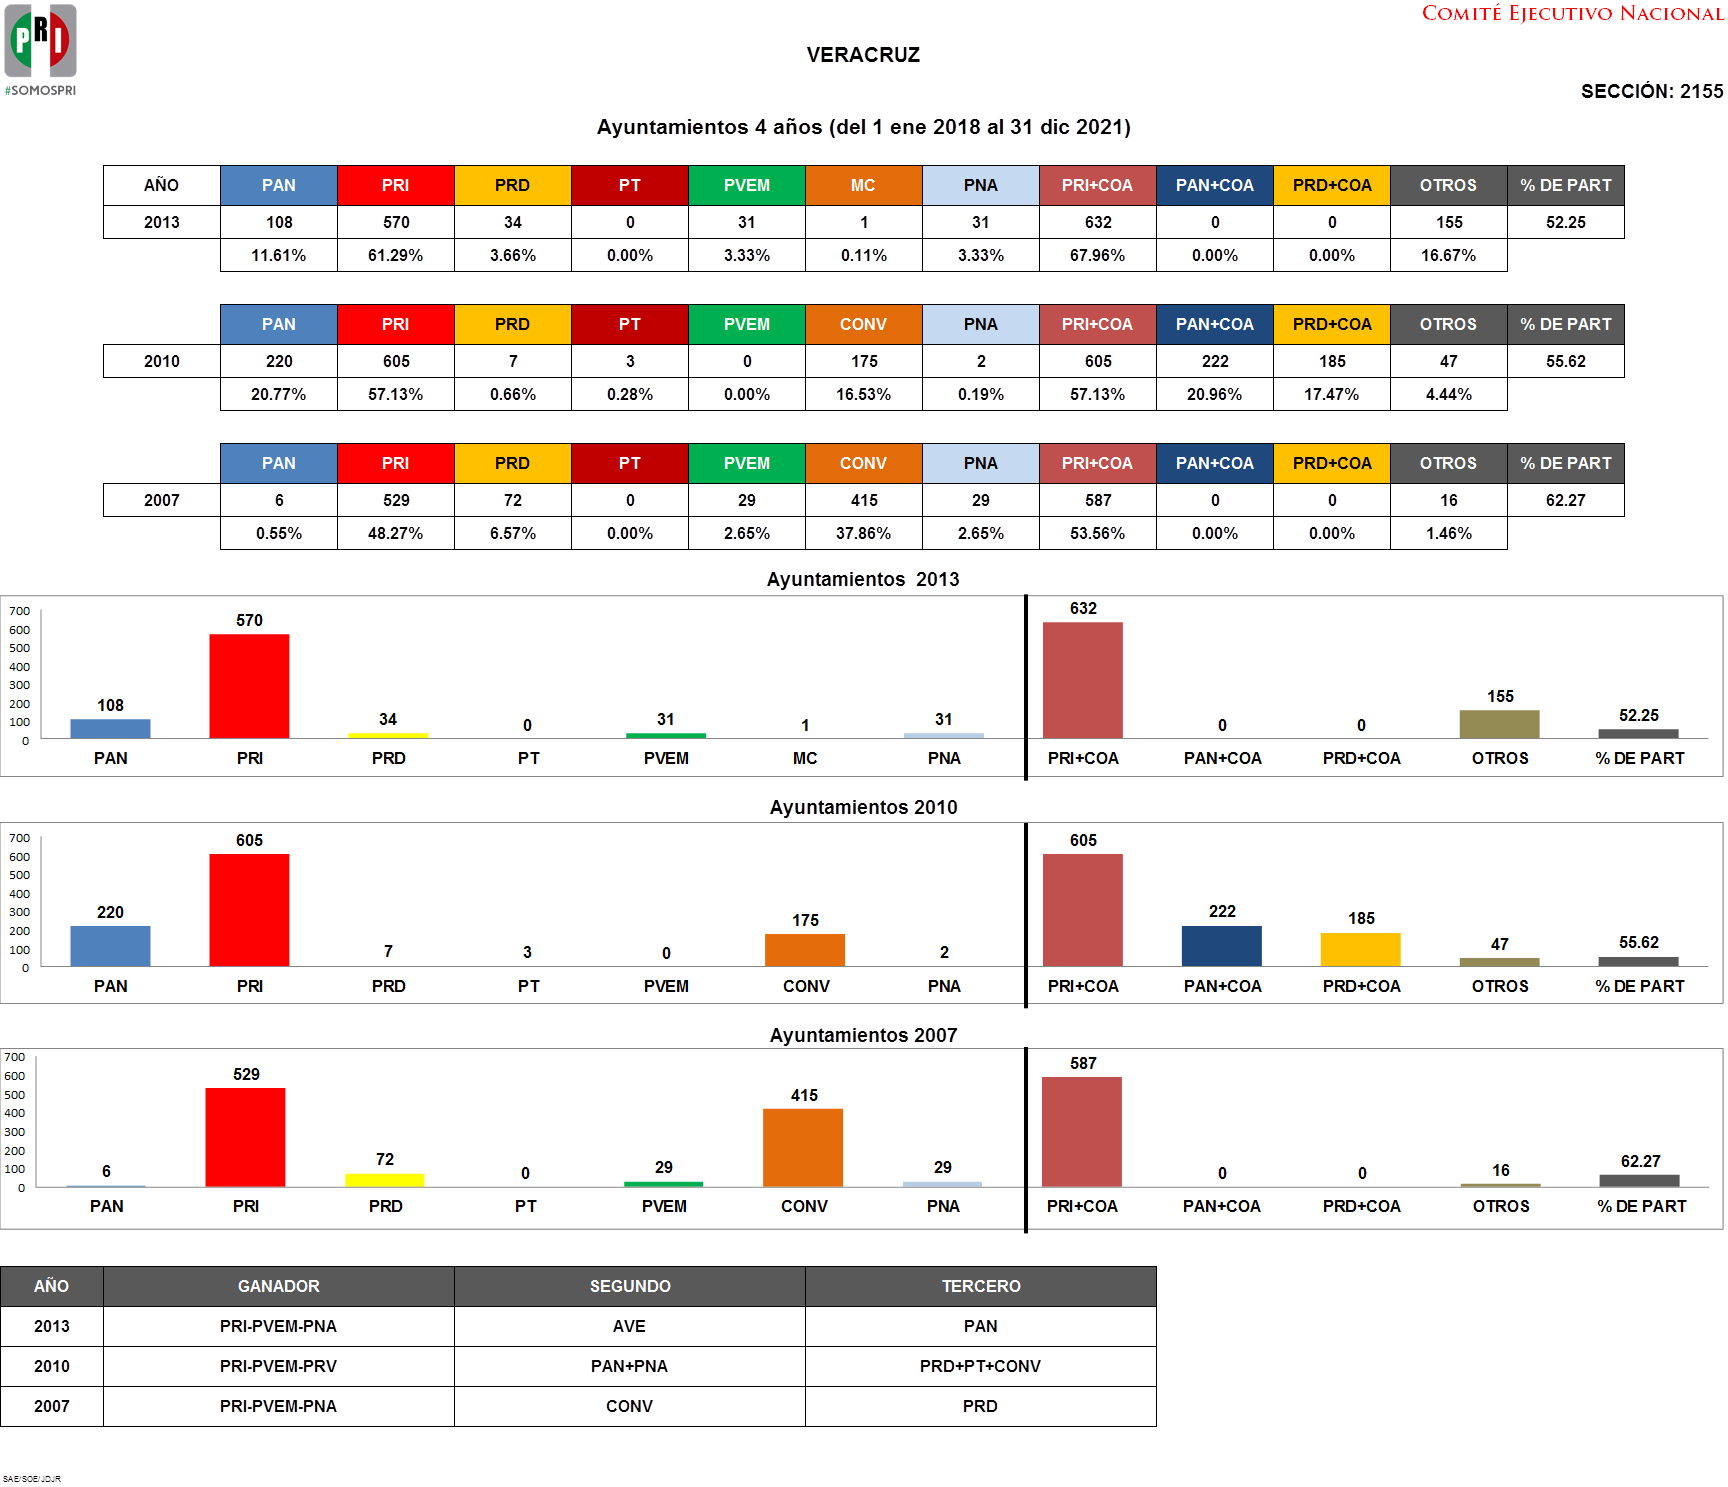 PRI
#SOMOSPRI
COMITÉ EJECUTIVO NACIONAL
VERACRUZ
SECCIÓN: 2155
Ayuntamientos 4 años (del 1 ene 2018 al 31 dic 2021)
AÑO PAN PRI PRD PT PVEM MC PNA PRI+COA PAN+COA PRD+COA OTROS % DE PART
2013 108 570 34 0 31 1 31 632 0 0 155 52.25
11.61% 61.29% 3.66% 0.00% 3.33% 0.11% 3.33% 67.96% 0.00% 0.00% 16.67%
PAN PRI PRD PT PVEM CONV PNA PRI+COA PAN+COA PRD+COA OTROS % DE PART
2010 220 605 7 3 0 175 2 605 222 185 47 55.62
20.77% 57.13% 0.66% 0.28% 0.00% 16.53% 0.19% 57.13% 20.96% 17.47% 4.44%
PAN PRI PRD PT PVEM CONV PNA PRI+COA PAN+COA PRD+COA OTROS % DE PART
2007 6 529 72 0 29 415 29 587 0 0 16 62.27
0.55% 48.27% 6.57% 0.00% 2.65% 37.86% 2.65% 53.56% 0.00% 0.00% 1.46%
Ayuntamientos 2013
700
600
500
400
300
200
100
0
108 570 34 0 31 1 31 632 0 0 155 52.25
PAN PRI PRD PT PVEM MC PNA PRI+COA PAN+COA PRD+COA OTROS % DE PART
Ayuntamientos 2010
700
600
500
400
300
200
100
0
220 605 7 3 0 175 2 605 222 185 47 55.62
PAN PRI PRD PT PVEM CONV PNA PRI+COA PAN+COA PRD+COA OTROS % DE PART
Ayuntamientos 2007
700
600
500
400
300
200
100
0
6 529 72 0 29 415 29 587 0 0 16 62.27
PAN PRI PRD PT PVEM CONV PNA PRI+COA PAN+COA PRD+COA OTROS % DE PART
AÑO GANADOR SEGUNDO TERCERO
2013 PRI-PVEM-PNA AVE PAN
2010 PRI-PVEM-PRV PAN+PNA PRD+PT+CONV
2007 PRI-PVEM-PNA CONV PRD
SAE/SOE/JDJR